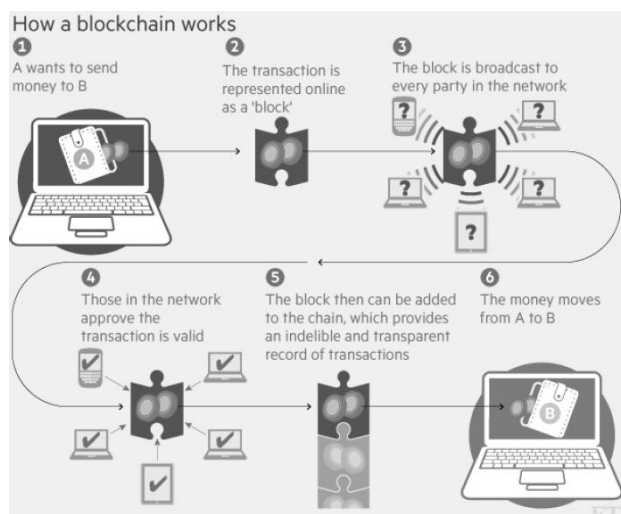 How a blockchain works
1
A wants to send
money to B
2
The transaction is
represented online
as a 'block'
3
The block is broadcast to
every party in the network
A
?
?
?
?
?
4
Those in the network
approve the
transaction is valid
5
The block then can be added
to the chain, which provides
an indelible and transparent
record of transactions
6
The money moves
from A to B
B
FT